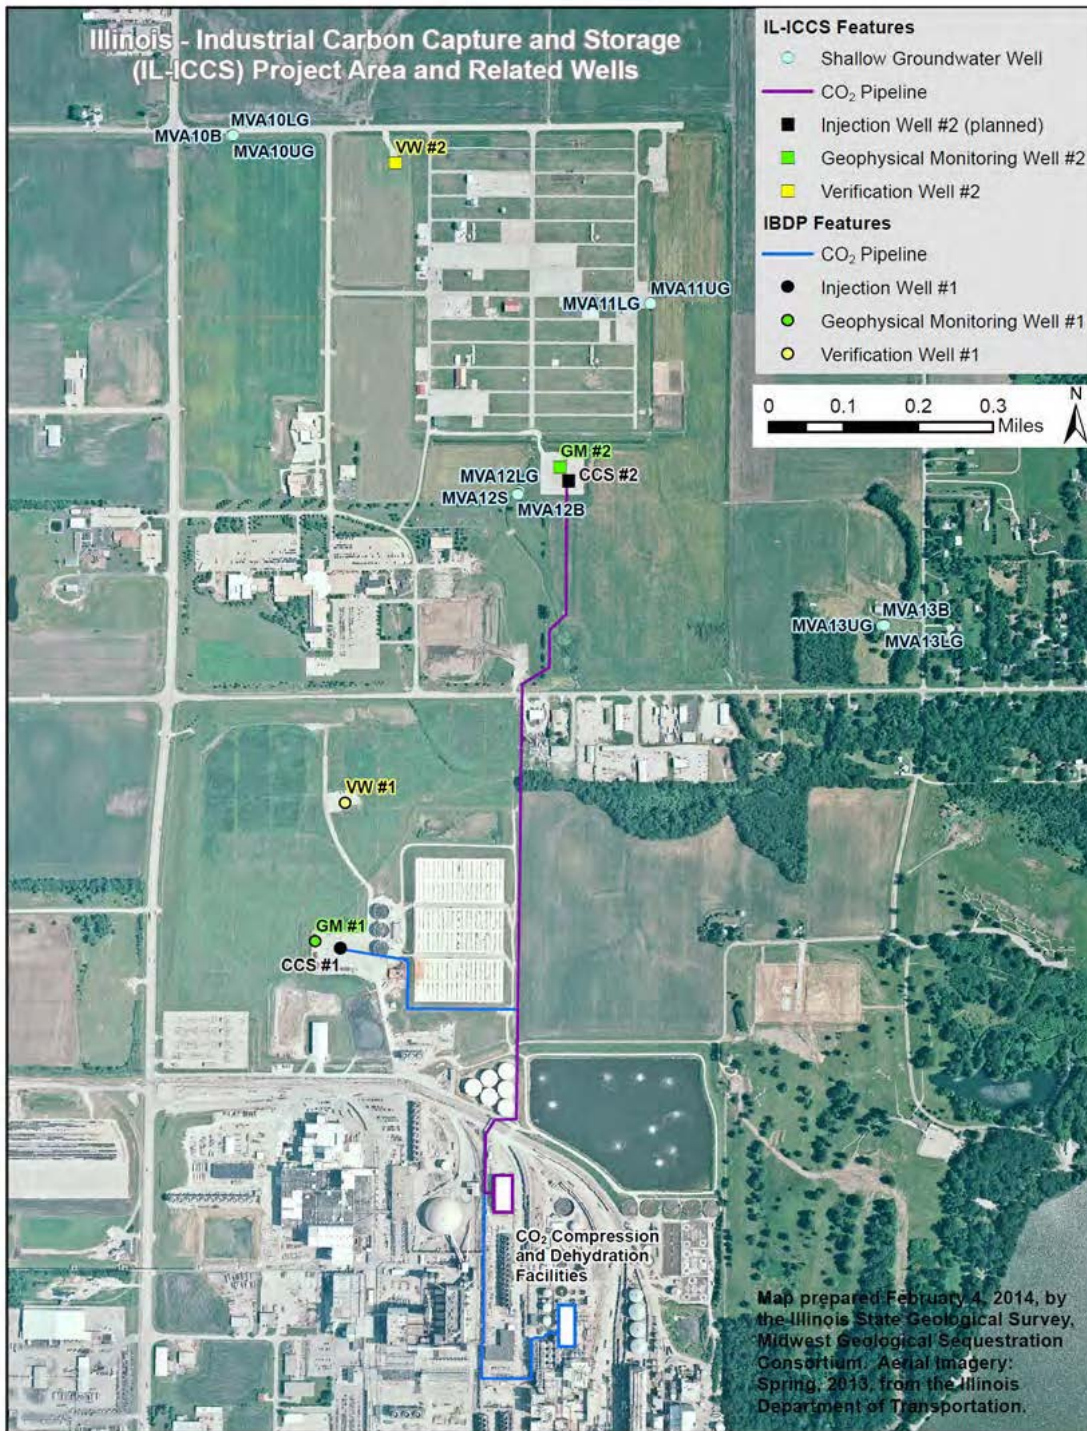 Illinois - Industrial Carbon Capture and Storage
(IL-ICCS) Project Area and Related Wells
IL-ICCS Features
Shallow Groundwater Well
CO₂ Pipeline
Injection Well #2 (planned)
Geophysical Monitoring Well #2
Verification Well #2
IBDP Features
CO₂ Pipeline
Injection Well #1
Geophysical Monitoring Well #1
Verification Well #1
0 0.1 0.2 0.3
Miles
N
MVA10LG
MVA10B
MVA10UG
VW #2
MVA11UG
MVA11LG
GM #2
CCS #2
MVA12LG
MVA12S
MVA12B
MVA13B
MVA13UG
MVA13LG
VW #1
GM #1
CCS #1
CO₂ Compression
and Dehydration
Facilities
Map prepared February 4, 2014, by
the Illinois State Geological Survey,
Midwest Geological Sequestration
Consortium. Aerial Imagery:
Spring, 2013, from the Illinois
Department of Transportation.